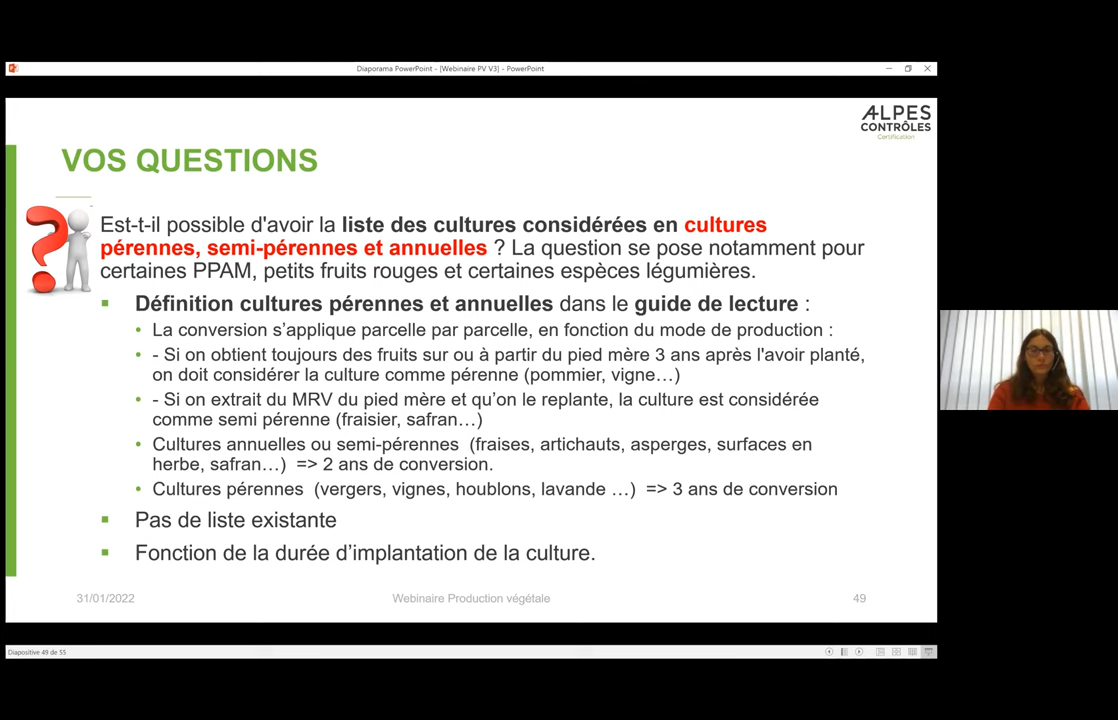 Diaporama PowerPoint - [Webinaire PV V3] - PowerPoint
ALPES
CONTRÔLES
Certification
VOS QUESTIONS
Est-t-il possible d'avoir la liste des cultures considérées en cultures
pérennes, semi-pérennes et annuelles ? La question se pose notamment pour
certaines PPAM, petits fruits rouges et certaines espèces légumières.
▪ Définition cultures pérennes et annuelles dans le guide de lecture :
• La conversion s’applique parcelle par parcelle, en fonction du mode de production :
• - Si on obtient toujours des fruits sur ou à partir du pied mère 3 ans après l'avoir planté,
on doit considérer la culture comme pérenne (pommier, vigne…)
• - Si on extrait du MRV du pied mère et qu’on le replante, la culture est considérée
comme semi pérenne (fraisier, safran…)
• Cultures annuelles ou semi-pérennes (fraises, artichauts, asperges, surfaces en
herbe, safran…) => 2 ans de conversion.
• Cultures pérennes (vergers, vignes, houblons, lavande …) => 3 ans de conversion
▪ Pas de liste existante
▪ Fonction de la durée d’implantation de la culture.
31/01/2022
Webinaire Production végétale
49
Diapositive 49 de 55